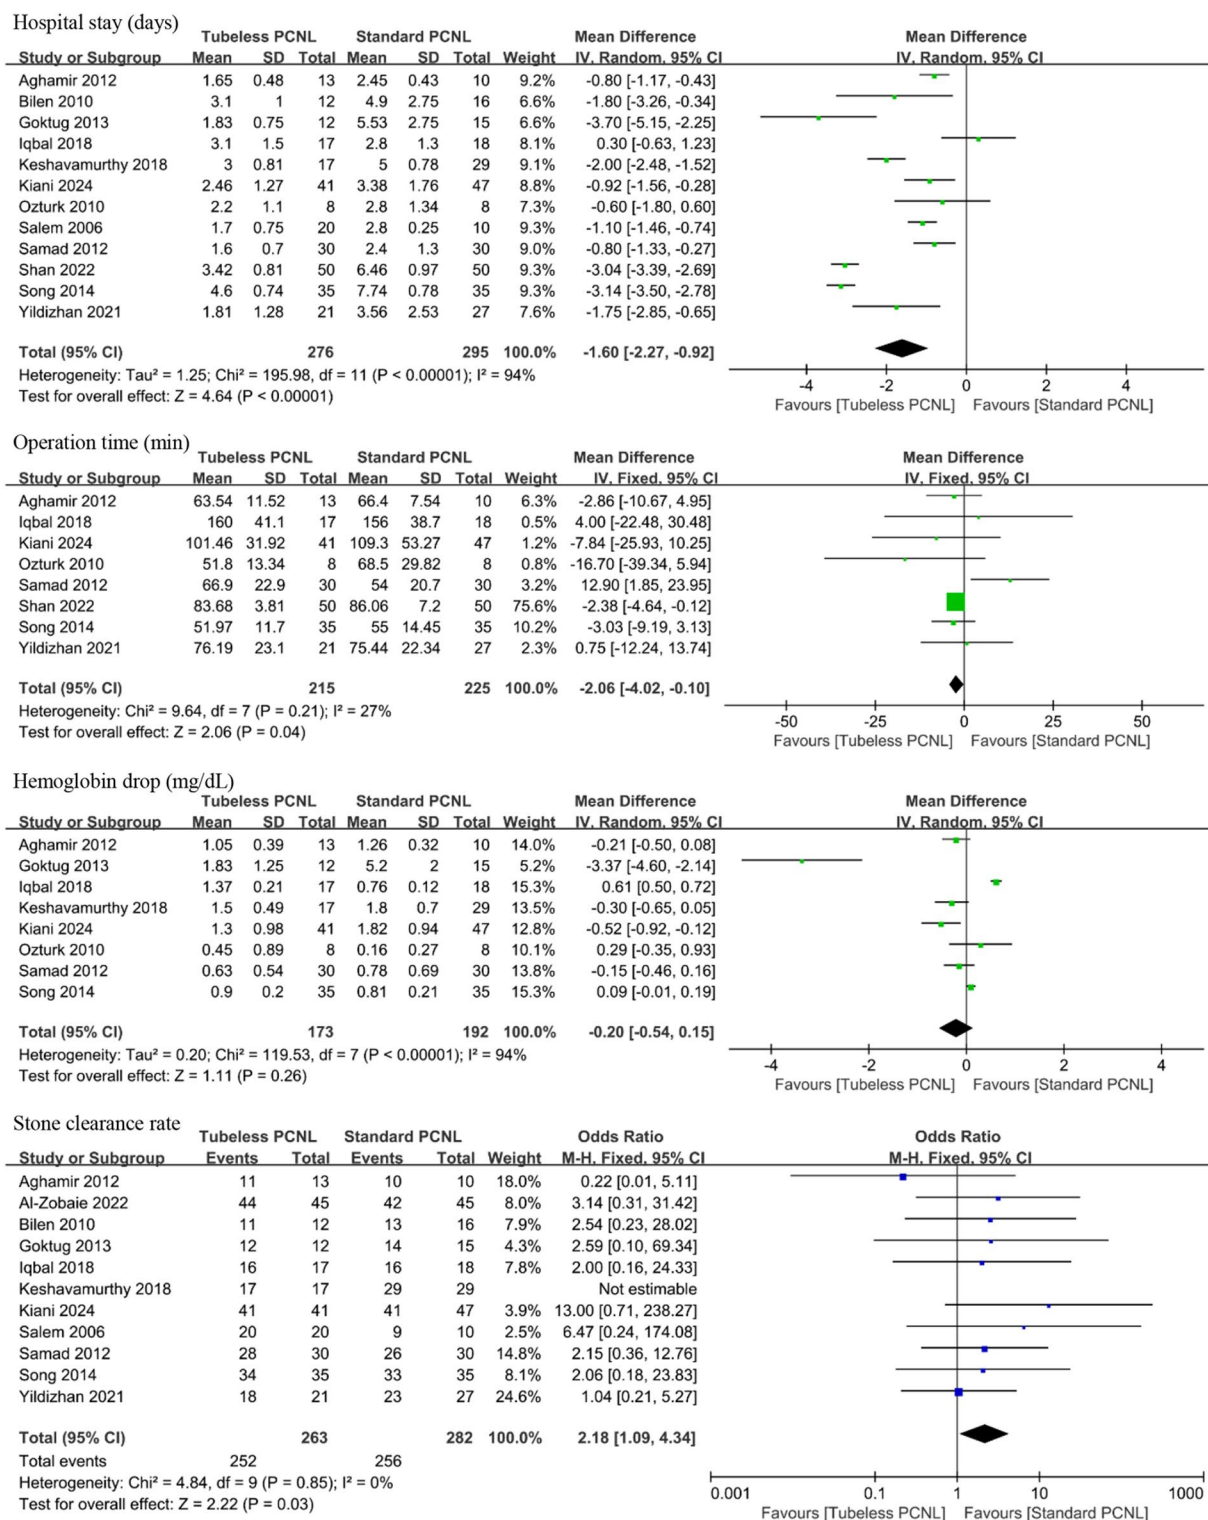 Hospital stay (days)
Tubeless PCNL Standard PCNL Mean Difference Mean Difference
Study or Subgroup Mean SD Total Mean SD Total Weight IV, Random, 95% CI IV, Random, 95% CI
Aghamir 2012 1.65 0.48 13 2.45 0.43 10 9.2% -0.80 [-1.17, -0.43]
Bilen 2010 3.1 1 12 4.9 2.75 16 6.6% -1.80 [-3.26, -0.34]
Goktug 2013 1.83 0.75 12 5.53 2.75 15 6.6% -3.70 [-5.15, -2.25]
Iqbal 2018 3.1 1.5 17 2.8 1.3 18 8.1% 0.30 [-0.63, 1.23]
Keshavamurthy 2018 3 0.81 17 5 0.78 29 9.1% -2.00 [-2.48, -1.52]
Kiani 2024 2.46 1.27 41 3.38 1.76 47 8.8% -0.92 [-1.56, -0.28]
Ozturk 2010 2.2 1.1 8 2.8 1.34 8 7.3% -0.60 [-1.80, 0.60]
Salem 2006 1.7 0.75 20 2.8 0.25 10 9.3% -1.10 [-1.46, -0.74]
Samad 2012 1.6 0.7 30 2.4 1.3 30 9.0% -0.80 [-1.33, -0.27]
Shan 2022 3.42 0.81 50 6.46 0.97 50 9.3% -3.04 [-3.39, -2.69]
Song 2014 4.6 0.74 35 7.74 0.78 35 9.3% -3.14 [-3.50, -2.78]
Yildizhan 2021 1.81 1.28 21 3.56 2.53 27 7.6% -1.75 [-2.85, -0.65]
Total (95% CI) 276 295 100.0% -1.60 [-2.27, -0.92]
Heterogeneity: Tau² = 1.25; Chi² = 195.98, df = 11 (P < 0.00001); I² = 94%
Test for overall effect: Z = 4.64 (P < 0.00001)
-4 -2 0 2 4
Favours [Tubeless PCNL] Favours [Standard PCNL]
Operation time (min)
Tubeless PCNL Standard PCNL Mean Difference Mean Difference
Study or Subgroup Mean SD Total Mean SD Total Weight IV, Fixed, 95% CI IV, Fixed, 95% CI
Aghamir 2012 63.54 11.52 13 66.4 7.54 10 6.3% -2.86 [-10.67, 4.95]
Iqbal 2018 160 41.1 17 156 38.7 18 0.5% 4.00 [-22.48, 30.48]
Kiani 2024 101.46 31.92 41 109.3 53.27 47 1.2% -7.84 [-25.93, 10.25]
Ozturk 2010 51.8 13.34 8 68.5 29.82 8 0.8% -16.70 [-39.34, 5.94]
Samad 2012 66.9 22.9 30 54 20.7 30 3.2% 12.90 [1.85, 23.95]
Shan 2022 83.68 3.81 50 86.06 7.2 50 75.6% -2.38 [-4.64, -0.12]
Song 2014 51.97 11.7 35 55 14.45 35 10.2% -3.03 [-9.19, 3.13]
Yildizhan 2021 76.19 23.1 21 75.44 22.34 27 2.3% 0.75 [-12.24, 13.74]
Total (95% CI) 215 225 100.0% -2.06 [-4.02, -0.10]
Heterogeneity: Chi² = 9.64, df = 7 (P = 0.21); I² = 27%
Test for overall effect: Z = 2.06 (P = 0.04)
-50 -25 0 25 50
Favours [Tubeless PCNL] Favours [Standard PCNL]
Hemoglobin drop (mg/dL)
Tubeless PCNL Standard PCNL Mean Difference Mean Difference
Study or Subgroup Mean SD Total Mean SD Total Weight IV, Random, 95% CI IV, Random, 95% CI
Aghamir 2012 1.05 0.39 13 1.26 0.32 10 14.0% -0.21 [-0.50, 0.08]
Goktug 2013 1.83 1.25 12 5.2 2 15 5.2% -3.37 [-4.60, -2.14]
Iqbal 2018 1.37 0.21 17 0.76 0.12 18 15.3% 0.61 [0.50, 0.72]
Keshavamurthy 2018 1.5 0.49 17 1.8 0.7 29 13.5% -0.30 [-0.65, 0.05]
Kiani 2024 1.3 0.98 41 1.82 0.94 47 12.8% -0.52 [-0.92, -0.12]
Ozturk 2010 0.45 0.89 8 0.16 0.27 8 10.1% 0.29 [-0.35, 0.93]
Samad 2012 0.63 0.54 30 0.78 0.69 30 13.8% -0.15 [-0.46, 0.16]
Song 2014 0.9 0.2 35 0.81 0.21 35 15.3% 0.09 [-0.01, 0.19]
Total (95% CI) 173 192 100.0% -0.20 [-0.54, 0.15]
Heterogeneity: Tau² = 0.20; Chi² = 119.53, df = 7 (P < 0.00001); I² = 94%
Test for overall effect: Z = 1.11 (P = 0.26)
-4 -2 0 2 4
Favours [Tubeless PCNL] Favours [Standard PCNL]
Stone clearance rate
Tubeless PCNL Standard PCNL Odds Ratio Odds Ratio
Study or Subgroup Events Total Events Total Weight M-H, Fixed, 95% CI M-H, Fixed, 95% CI
Aghamir 2012 11 13 10 10 18.0% 0.22 [0.01, 5.11]
Al-Zobaie 2022 44 45 42 45 8.0% 3.14 [0.31, 31.42]
Bilen 2010 11 12 13 16 7.9% 2.54 [0.23, 28.02]
Goktug 2013 12 12 14 15 4.3% 2.59 [0.10, 69.34]
Iqbal 2018 16 17 16 18 7.8% 2.00 [0.16, 24.33]
Keshavamurthy 2018 17 17 29 29 Not estimable
Kiani 2024 41 41 41 47 3.9% 13.00 [0.71, 238.27]
Salem 2006 20 20 9 10 2.5% 6.47 [0.24, 174.08]
Samad 2012 28 30 26 30 14.8% 2.15 [0.36, 12.76]
Song 2014 34 35 33 35 8.1% 2.06 [0.18, 23.83]
Yildizhan 2021 18 21 23 27 24.6% 1.04 [0.21, 5.27]
Total (95% CI) 263 282 100.0% 2.18 [1.09, 4.34]
Total events 252 256
Heterogeneity: Chi² = 4.84, df = 9 (P = 0.85); I² = 0%
Test for overall effect: Z = 2.22 (P = 0.03)
0.001 0.1 1 10 1000
Favours [Tubeless PCNL] Favours [Standard PCNL]